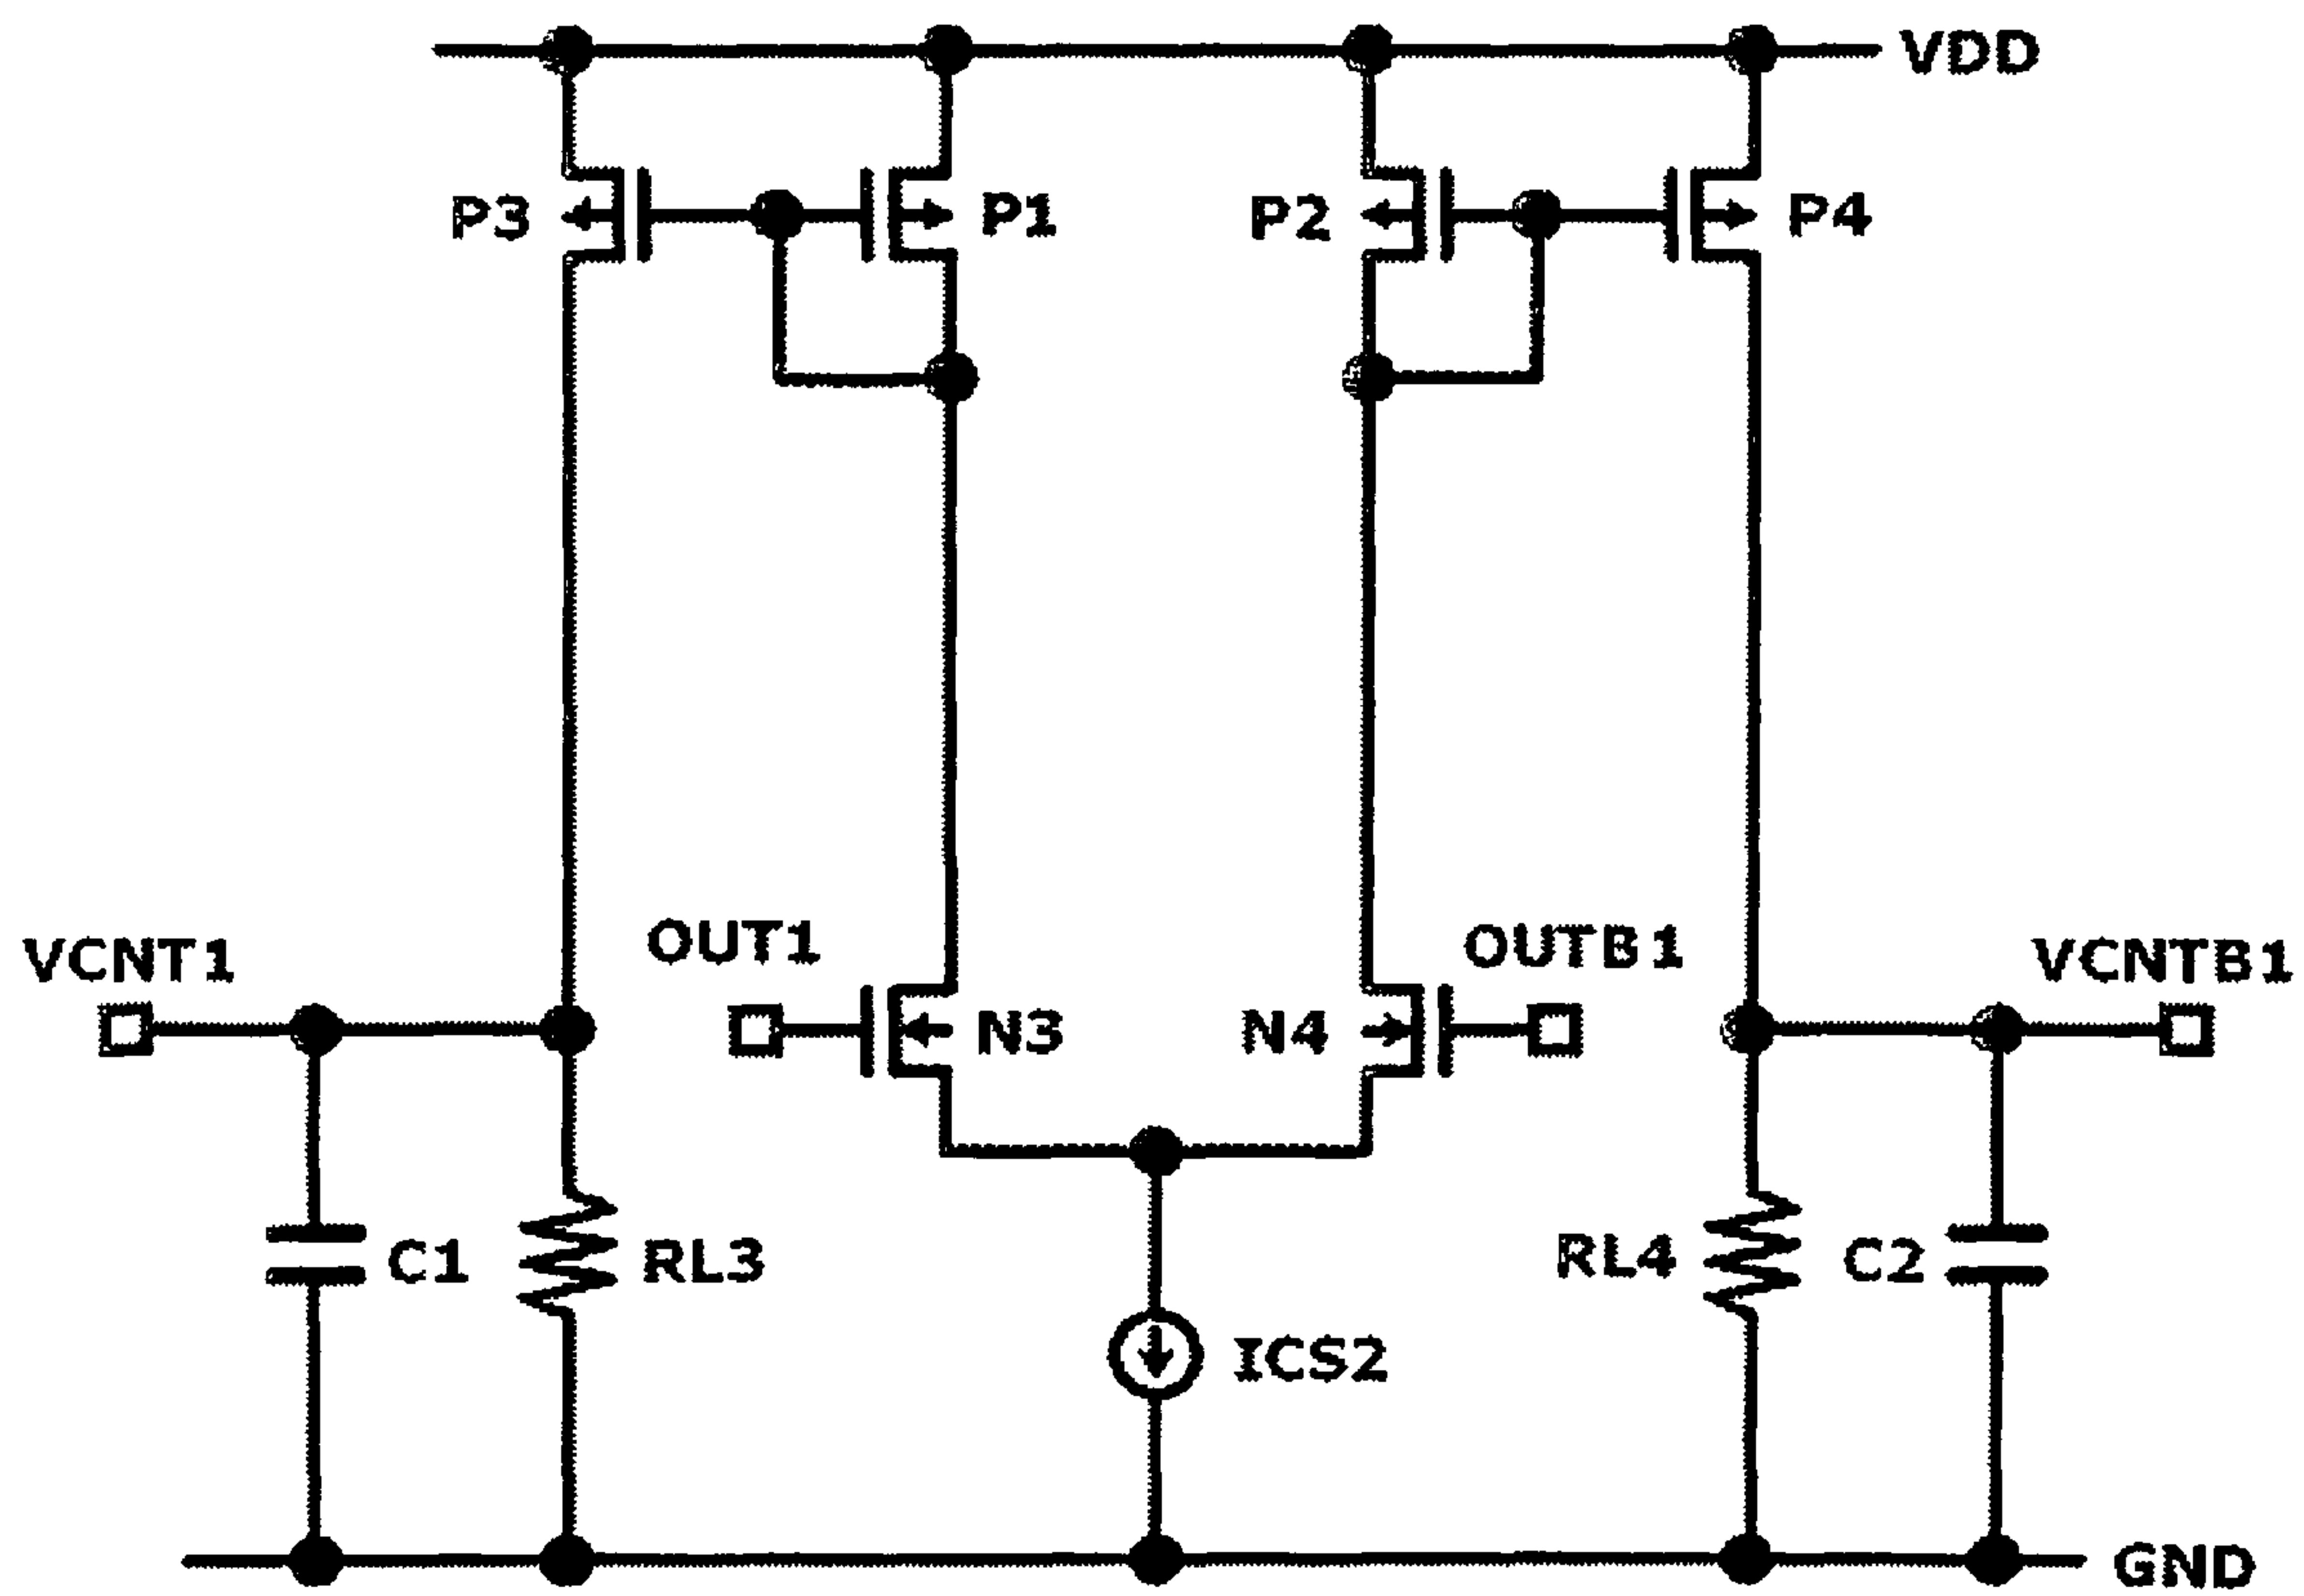 VDD
P3
P1
P2
P4
VCNT1
OUT1
OUTB1
VCNTB1
N3
N4
C1
RL3
RL4
C2
ICS2
GND